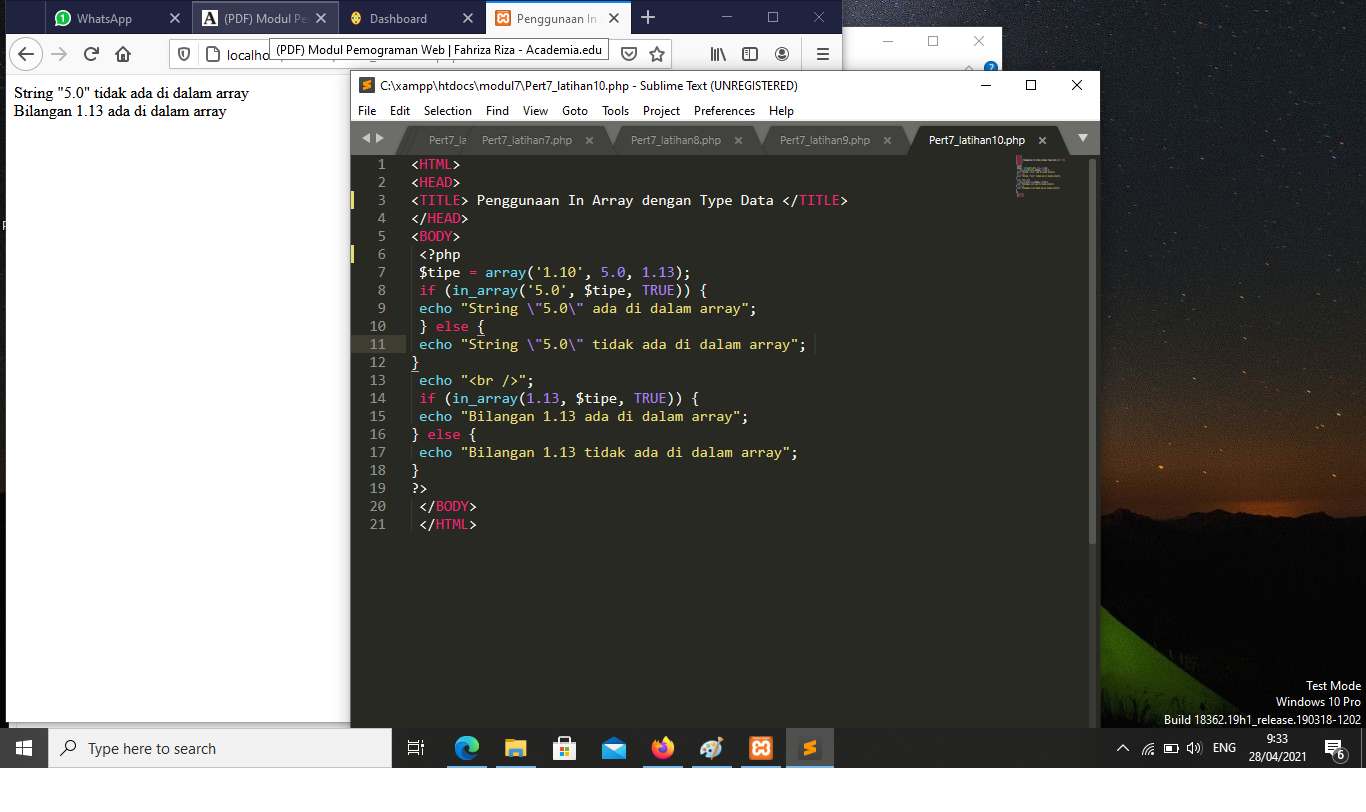 WhatsApp
(PDF) Modul Pe
Dashboard
Penggunaan In
localho
(PDF) Modul Pemograman Web | Fahriza Riza - Academia.edu
String "5.0" tidak ada di dalam array
Bilangan 1.13 ada di dalam array
C:\xampp\htdocs\modul7\Pert7_latihan10.php - Sublime Text (UNREGISTERED)
File Edit Selection Find View Goto Tools Project Preferences Help
Pert7_la Pert7_latihan7.php Pert7_latihan8.php Pert7_latihan9.php Pert7_latihan10.php
1 <HTML>
2 <HEAD>
3 <TITLE> Penggunaan In Array dengan Type Data </TITLE>
4 </HEAD>
5 <BODY>
6 <?php
7 $tipe = array('1.10', 5.0, 1.13);
8 if (in_array('5.0', $tipe, TRUE)) {
9 echo "String \"5.0\" ada di dalam array";
10 } else {
11 echo "String \"5.0\" tidak ada di dalam array";
12 }
13 echo "<br />";
14 if (in_array(1.13, $tipe, TRUE)) {
15 echo "Bilangan 1.13 ada di dalam array";
16 } else {
17 echo "Bilangan 1.13 tidak ada di dalam array";
18 }
19 ?>
20 </BODY>
21 </HTML>
Test Mode
Windows 10 Pro
Build 18362.19h1_release.190318-1202
Type here to search
ENG
9:33
28/04/2021
6